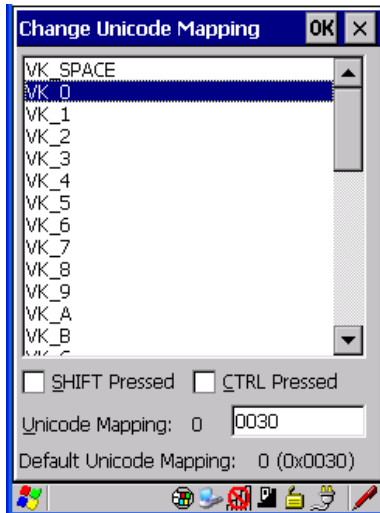 Change Unicode Mapping OK
VK_SPACE
VK_0
VK_1
VK_2
VK_3
VK_4
VK_5
VK_6
VK_7
VK_8
VK_9
VK_A
VK_B
SHIFT Pressed CTRL Pressed
Unicode Mapping: 0 0030
Default Unicode Mapping: 0 (0x0030)